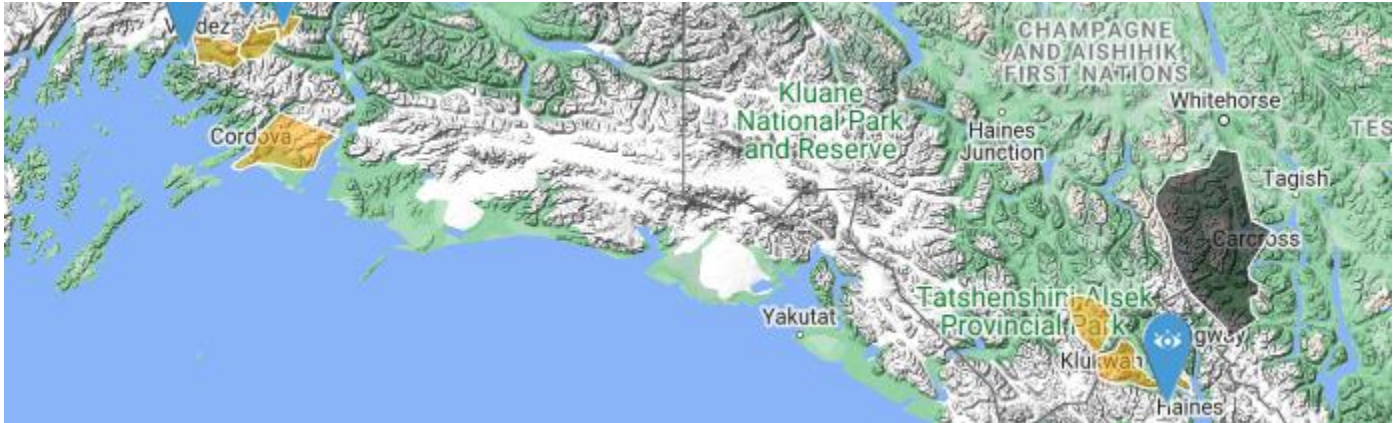 CHAMPAGNE
AND AISHIHIK
FIRST NATIONS
Kluane
National Park
and Reserve
Whitehorse
Haines
Junction
Cordova
Tagish
Carcross
Tatshenshini-Alsek
Provincial Park
Yakutat
Klukwan
Haines